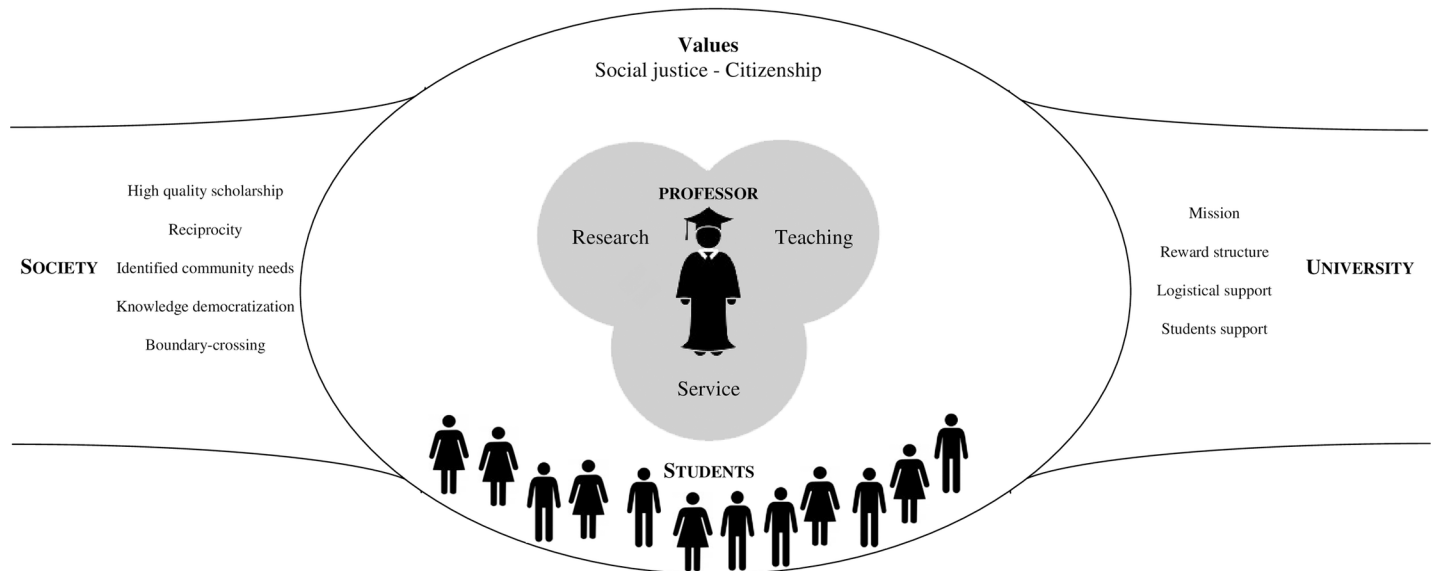 Values
Social justice - Citizenship
High quality scholarship
Reciprocity
SOCIETY
Identified community needs
Knowledge democratization
Boundary-crossing
PROFESSOR
Research
Teaching
Service
STUDENTS
Mission
Reward structure
UNIVERSITY
Logistical support
Students support